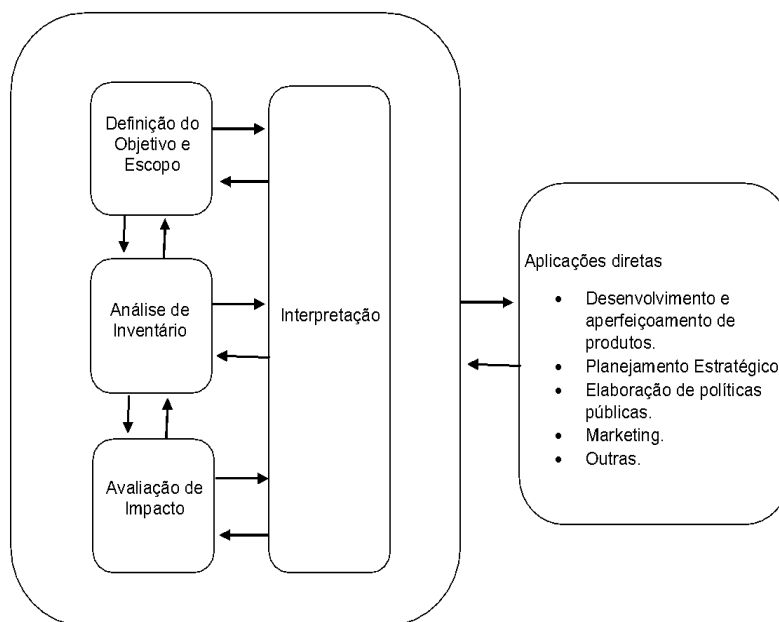 Definição do
Objetivo e
Escopo
Análise de
Inventário
Avaliação de
Impacto
Interpretação
Aplicações diretas
• Desenvolvimento e
aperfeiçoamento de
produtos.
• Planejamento Estratégico
• Elaboração de políticas
públicas.
• Marketing.
• Outras.